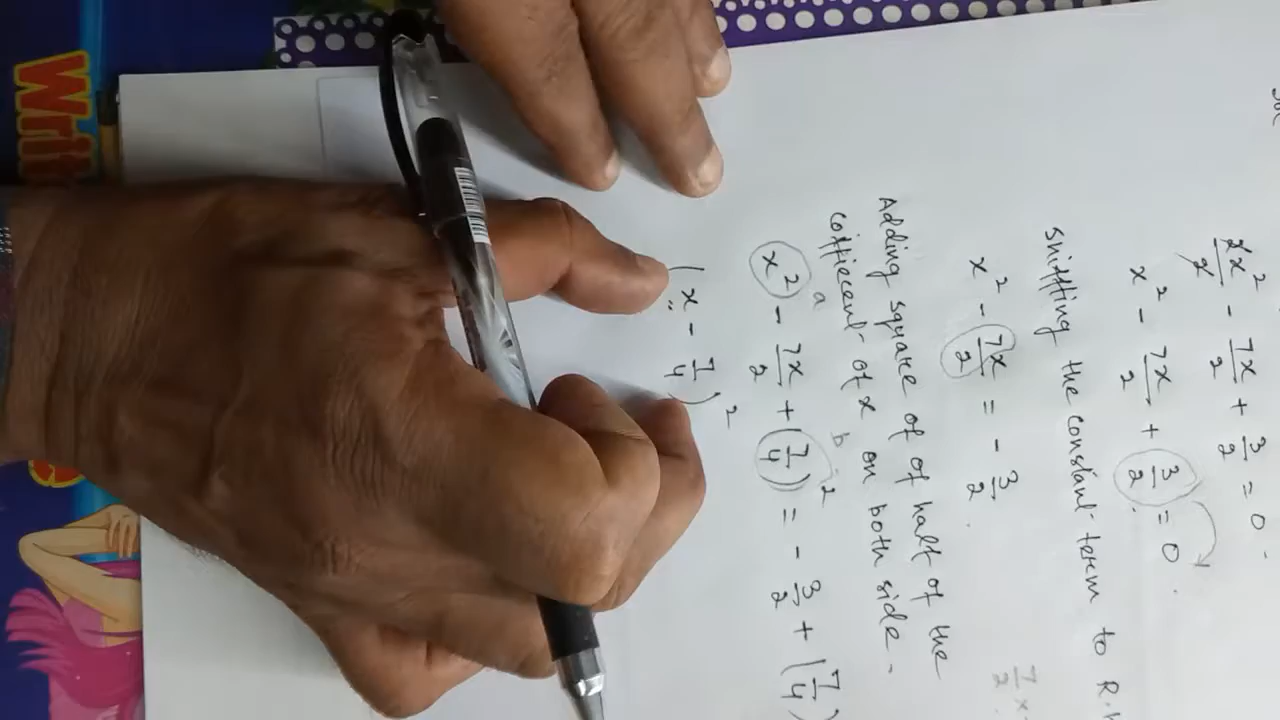 2x²/2 - 7x/2 + 3/2 = 0
x² - 7x/2 + 3/2 = 0.
Shifting the constant term to R.H
x² - 7x/2 = - 3/2.
Adding square of of half of the
coffiecent of x on both side.
x² - 7x/2 + (7/4)² = - 3/2 + (7/4)
a b
(x - 7/4)²
7/2 x
Writ